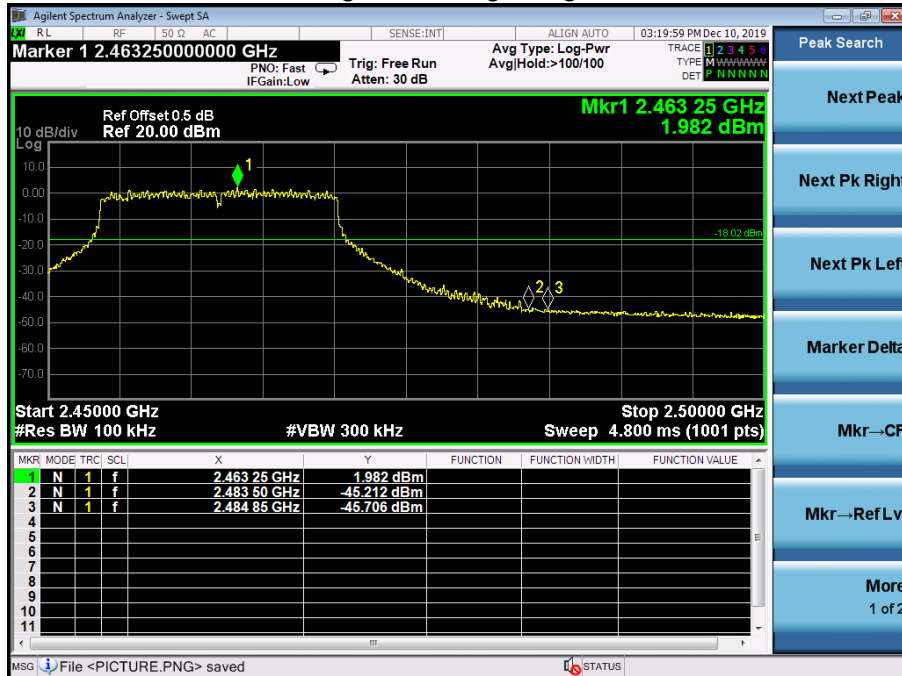 Agilent Spectrum Analyzer - Swept SA
LXI RL RF 50 Ω AC SENSE:INT ALIGN AUTO 03:19:59 PM Dec 10, 2019
Marker 1 2.463250000000 GHz
PNO: Fast
IFGain:Low
Trig: Free Run
Atten: 30 dB
Avg Type: Log-Pwr
Avg|Hold:>100/100
TRACE 1 2 3 4 5 6
TYPE M WWWWW
DET P N N N N N
Peak Search
Ref Offset 0.5 dB
10 dB/div Ref 20.00 dBm
Log
Mkr1 2.463 25 GHz
1.982 dBm
10.0
0.00
-10.0
-20.0
-30.0
-40.0
-50.0
-60.0
-70.0
1
-18.02 dBm
2 3
Start 2.45000 GHz Stop 2.50000 GHz
#Res BW 100 kHz #VBW 300 kHz Sweep 4.800 ms (1001 pts)
MKR MODE TRC SCL X Y FUNCTION FUNCTION WIDTH FUNCTION VALUE
1 N 1 f 2.463 25 GHz 1.982 dBm
2 N 1 f 2.483 50 GHz -45.212 dBm
3 N 1 f 2.484 85 GHz -45.706 dBm
4
5
6
7
8
9
10
11
MSG File <PICTURE.PNG> saved STATUS
Next Peak
Next Pk Right
Next Pk Left
Marker Delta
Mkr→CF
Mkr→Ref Lv
More
1 of 2